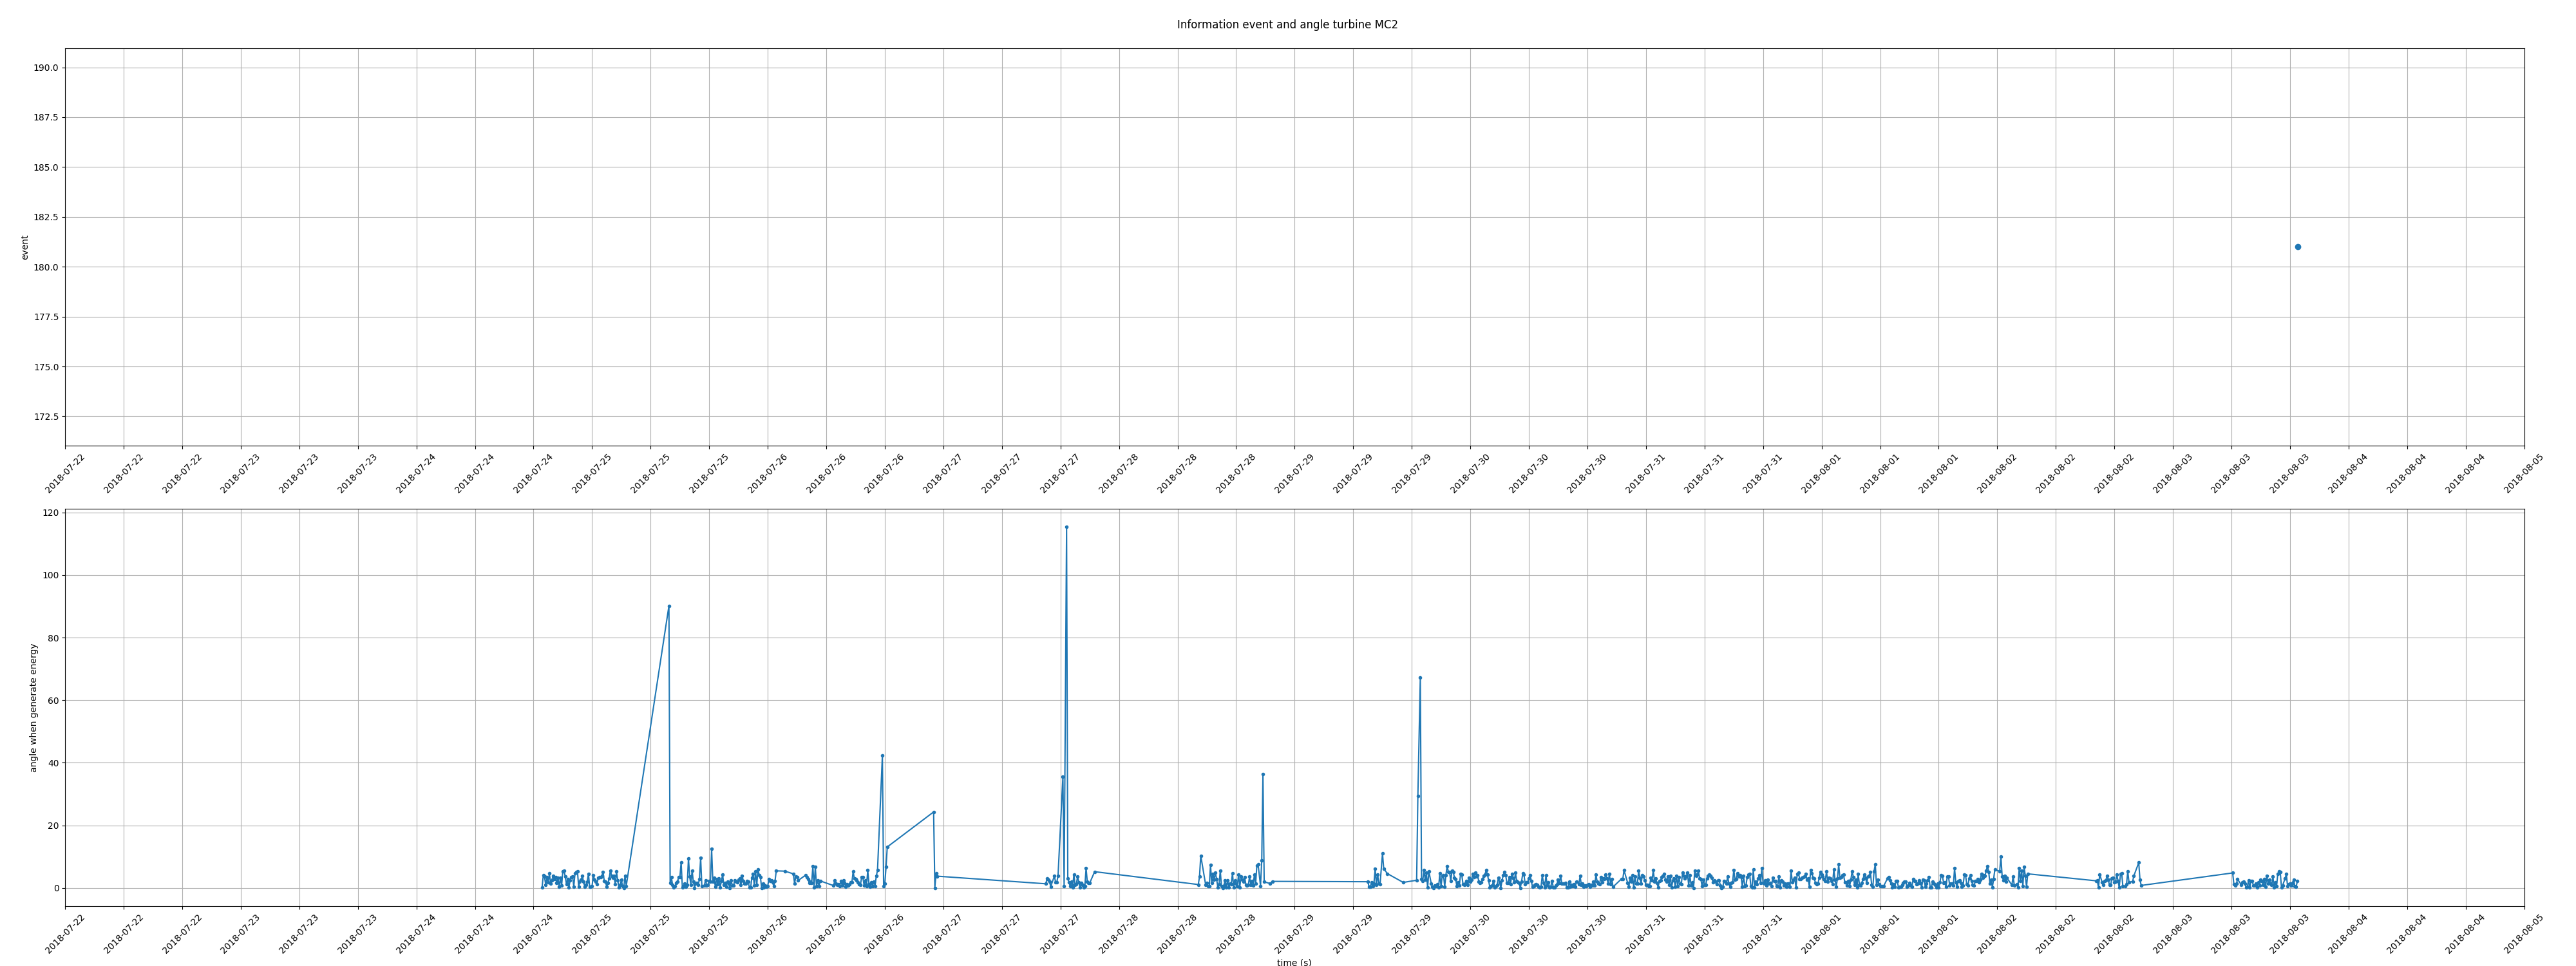 Information event and angle turbine MC2
190.0
187.5
185.0
182.5
180.0
177.5
175.0
172.5
event
2018-07-22 2018-07-22 2018-07-22 2018-07-23 2018-07-23 2018-07-23 2018-07-24 2018-07-24 2018-07-24 2018-07-25 2018-07-25 2018-07-25 2018-07-26 2018-07-26 2018-07-26 2018-07-27 2018-07-27 2018-07-27 2018-07-28 2018-07-28 2018-07-28 2018-07-29 2018-07-29 2018-07-29 2018-07-30 2018-07-30 2018-07-30 2018-07-31 2018-07-31 2018-07-31 2018-08-01 2018-08-01 2018-08-01 2018-08-02 2018-08-02 2018-08-02 2018-08-03 2018-08-03 2018-08-03 2018-08-04 2018-08-04 2018-08-04 2018-08-05
120
100
80
60
40
20
0
angle when generate energy
2018-07-22 2018-07-22 2018-07-22 2018-07-23 2018-07-23 2018-07-23 2018-07-24 2018-07-24 2018-07-24 2018-07-25 2018-07-25 2018-07-25 2018-07-26 2018-07-26 2018-07-26 2018-07-27 2018-07-27 2018-07-27 2018-07-28 2018-07-28 2018-07-28 2018-07-29 2018-07-29 2018-07-29 2018-07-30 2018-07-30 2018-07-30 2018-07-31 2018-07-31 2018-07-31 2018-08-01 2018-08-01 2018-08-01 2018-08-02 2018-08-02 2018-08-02 2018-08-03 2018-08-03 2018-08-03 2018-08-04 2018-08-04 2018-08-04 2018-08-05
time (s)